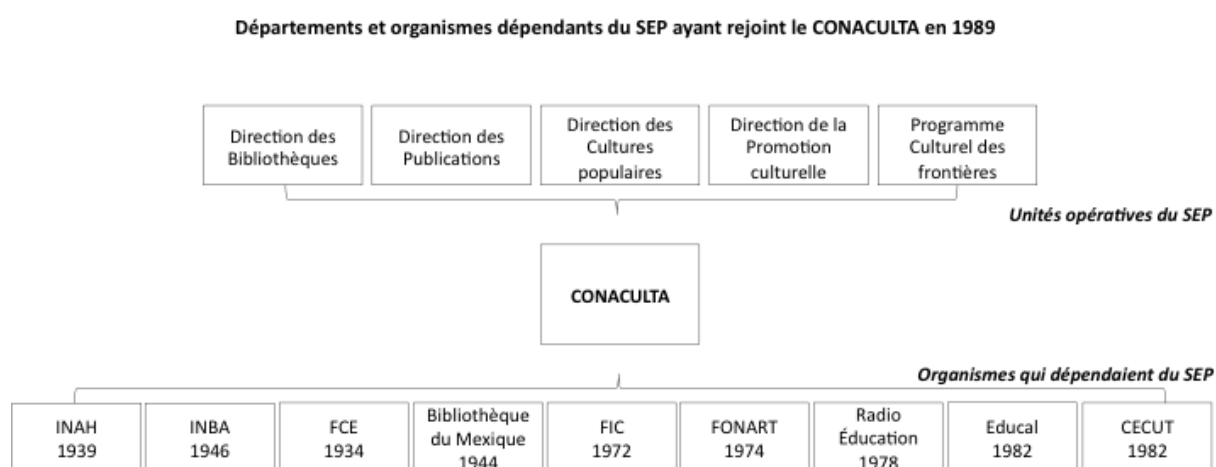 Départements et organismes dépendants du SEP ayant rejoint le CONACULTA en 1989
Direction des
Bibliothèques
Direction des
Publications
Direction des
Cultures
populaires
Direction de la
Promotion
culturelle
Programme
Culturel des
frontières
Unités opératives du SEP
CONACULTA
Organismes qui dépendaient du SEP
INAH
1939
INBA
1946
FCE
1934
Bibliothèque
du Mexique
1944
FIC
1972
FONART
1974
Radio
Éducation
1978
Educal
1982
CECUT
1982